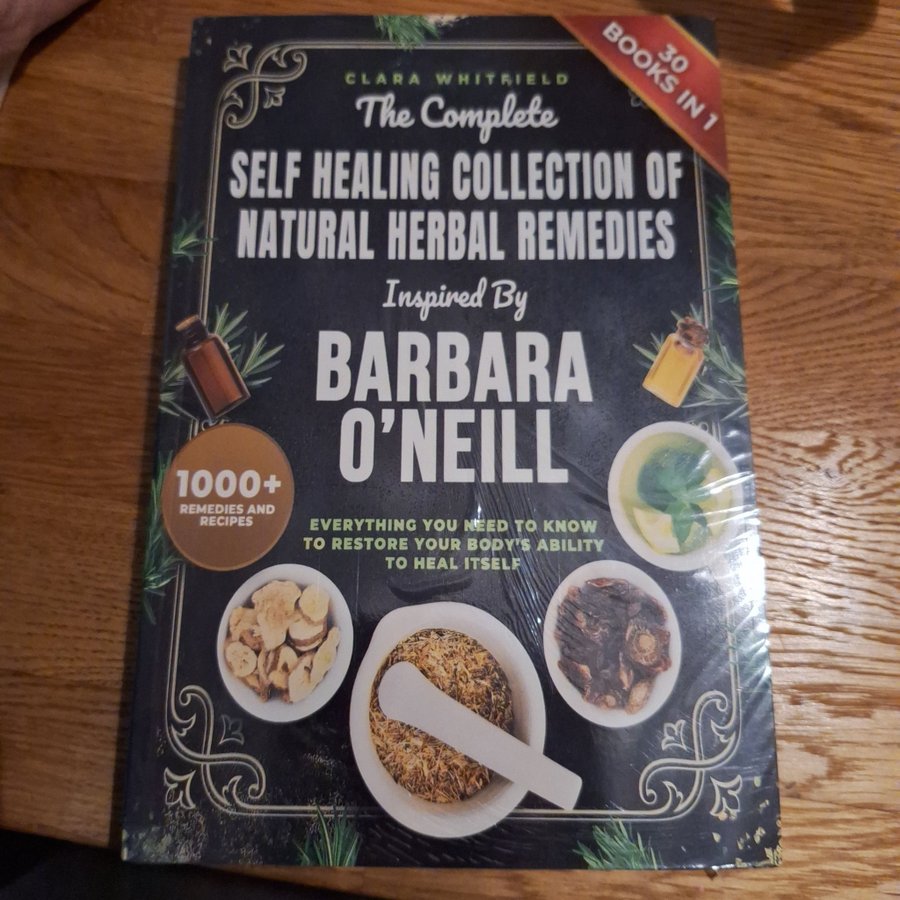 30
BOOKS IN 1
CLARA WHITFIELD
The Complete
SELF HEALING COLLECTION OF
NATURAL HERBAL REMEDIES
Inspired By
BARBARA
O'NEILL
1000+
REMEDIES AND
RECIPES
EVERYTHING YOU NEED TO KNOW
TO RESTORE YOUR BODY'S ABILITY
TO HEAL ITSELF